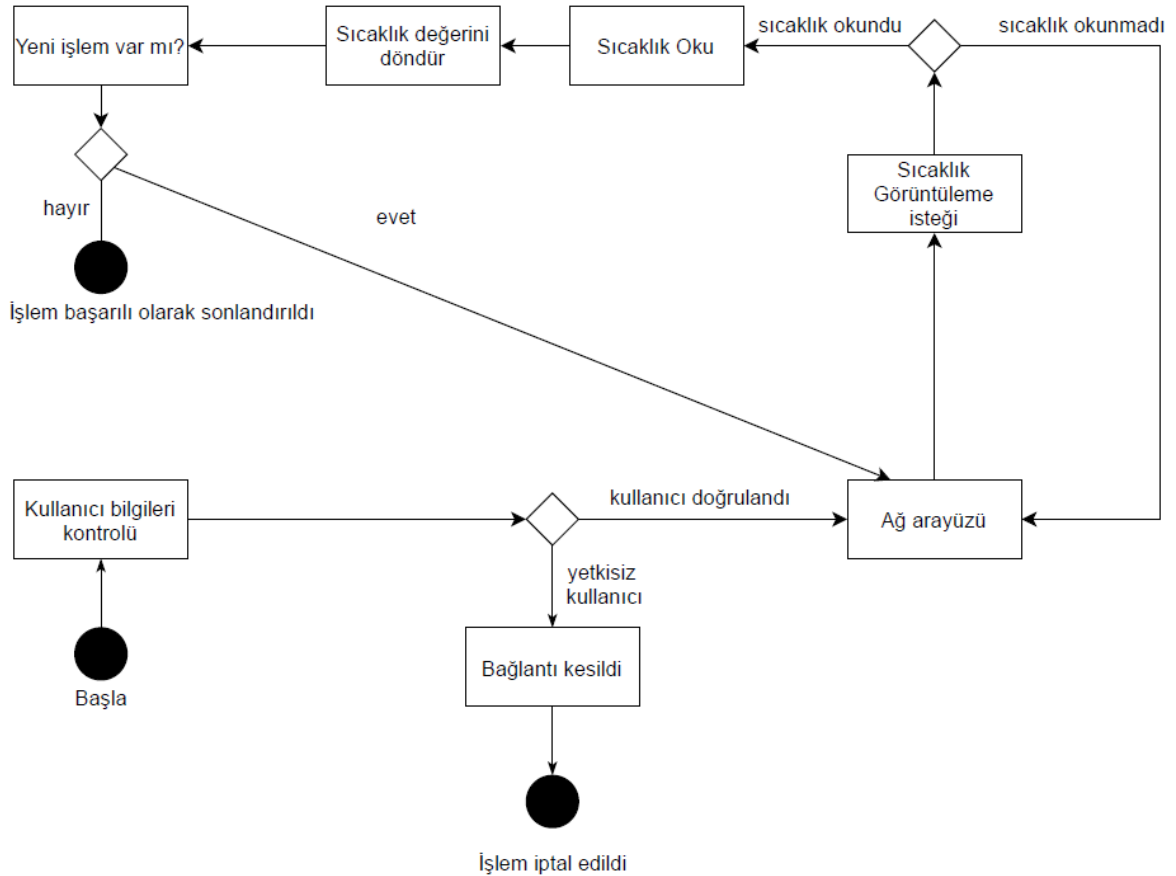 Yeni işlem var mı?
Sıcaklık değerini
döndür
Sıcaklık Oku
sıcaklık okundu
sıcaklık okunmadı
Sıcaklık
Görüntüleme
isteği
hayır
evet
İşlem başarılı olarak sonlandırıldı
Kullanıcı bilgileri
kontrolü
kullanıcı doğrulandı
Ağ arayüzü
yetkisiz
kullanıcı
Bağlantı kesildi
Başla
İşlem iptal edildi